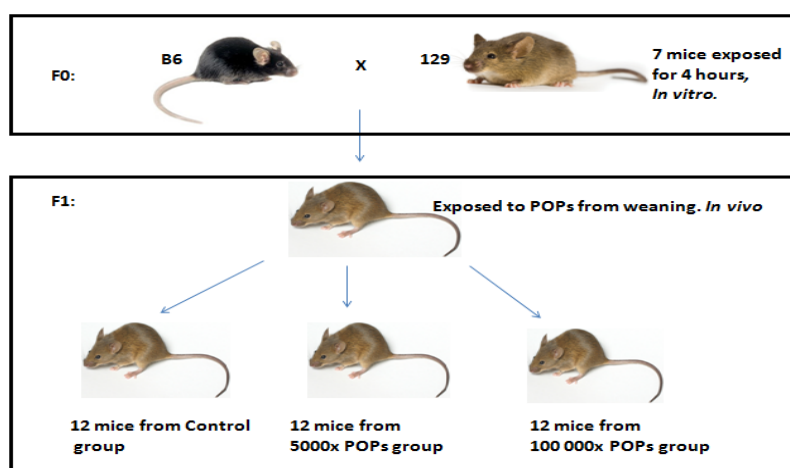 F0:
B6
X
129
7 mice exposed
for 4 hours,
In vitro.
F1:
Exposed to POPs from weaning. In vivo
12 mice from Control
group
12 mice from
5000x POPs group
12 mice from
100 000x POPs group